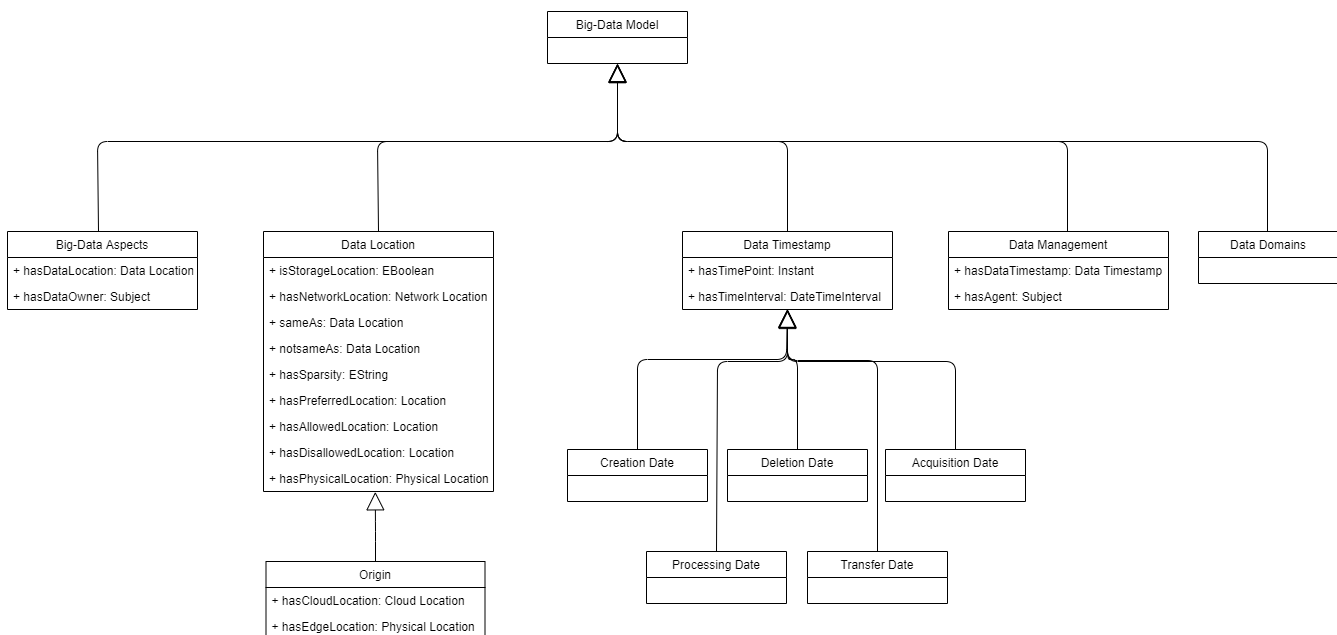 Big-Data Model
Big-Data Aspects
+ hasDataLocation: Data Location
+ hasDataOwner: Subject
Data Location
+ isStorageLocation: EBoolean
+ hasNetworkLocation: Network Location
+ sameAs: Data Location
+ notsameAs: Data Location
+ hasSparsity: EString
+ hasPreferredLocation: Location
+ hasAllowedLocation: Location
+ hasDisallowedLocation: Location
+ hasPhysicalLocation: Physical Location
Data Timestamp
+ hasTimePoint: Instant
+ hasTimeInterval: DateTimeInterval
Data Management
+ hasDataTimestamp: Data Timestamp
+ hasAgent: Subject
Data Domains
Creation Date
Deletion Date
Acquisition Date
Processing Date
Transfer Date
Origin
+ hasCloudLocation: Cloud Location
+ hasEdgeLocation: Physical Location